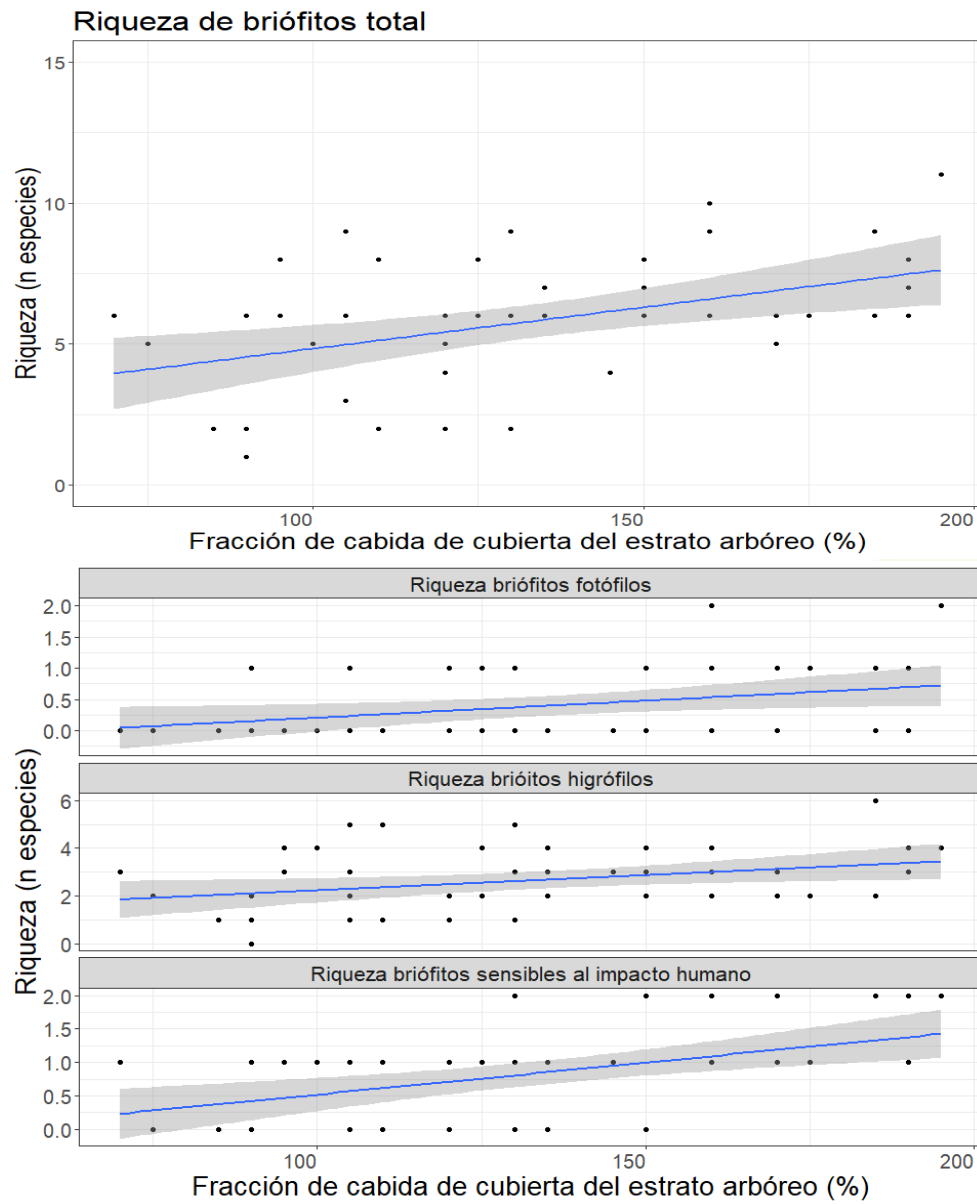 Riqueza de briófitos total
Riqueza (n especies)
15
10
5
0
100 150 200
Fracción de cabida de cubierta del estrato arbóreo (%)
Riqueza (n especies)
Riqueza briófitos fotófilos
2.0
1.5
1.0
0.5
0.0
Riqueza brióitos higrófilos
6
4
2
0
Riqueza briófitos sensibles al impacto humano
2.0
1.5
1.0
0.5
0.0
100 150 200
Fracción de cabida de cubierta del estrato arbóreo (%)